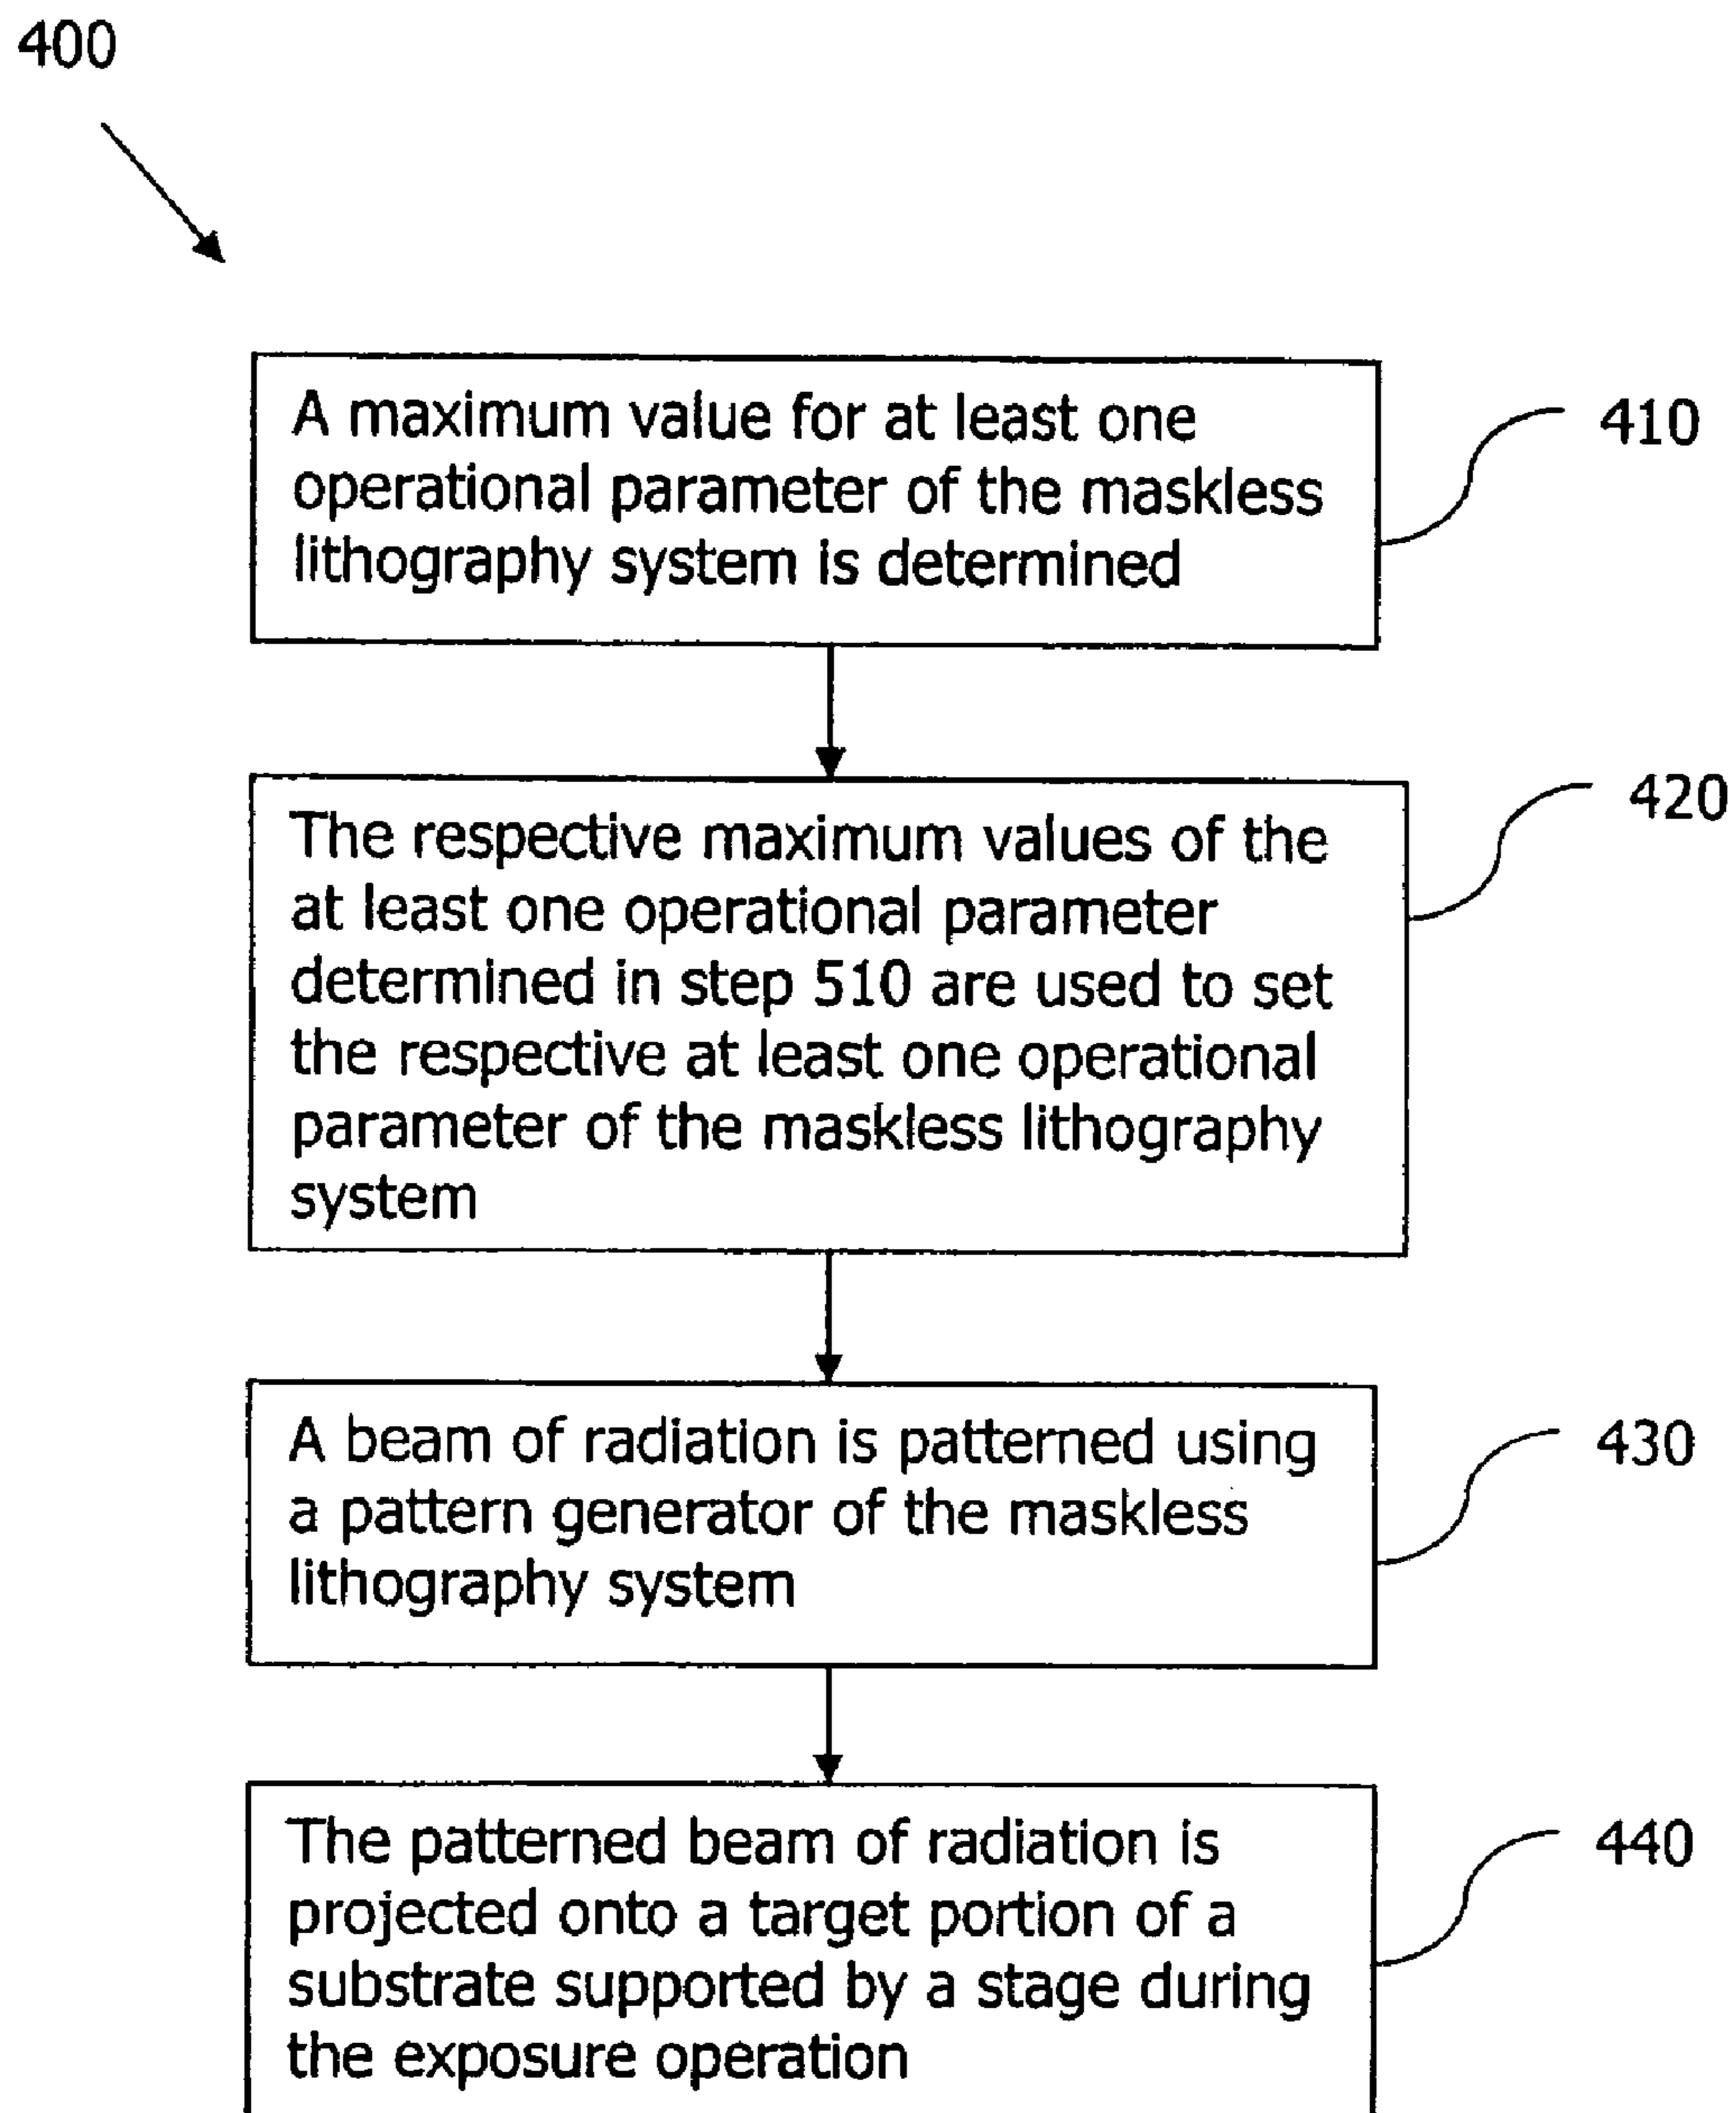 400
A maximum value for at least one
operational parameter of the maskless
lithography system is determined
410
The respective maximum values of the
at least one operational parameter
determined in step 510 are used to set
the respective at least one operational
parameter of the maskless lithography
system
420
A beam of radiation is patterned using
a pattern generator of the maskless
lithography system
430
The patterned beam of radiation is
projected onto a target portion of a
substrate supported by a stage during
the exposure operation
440